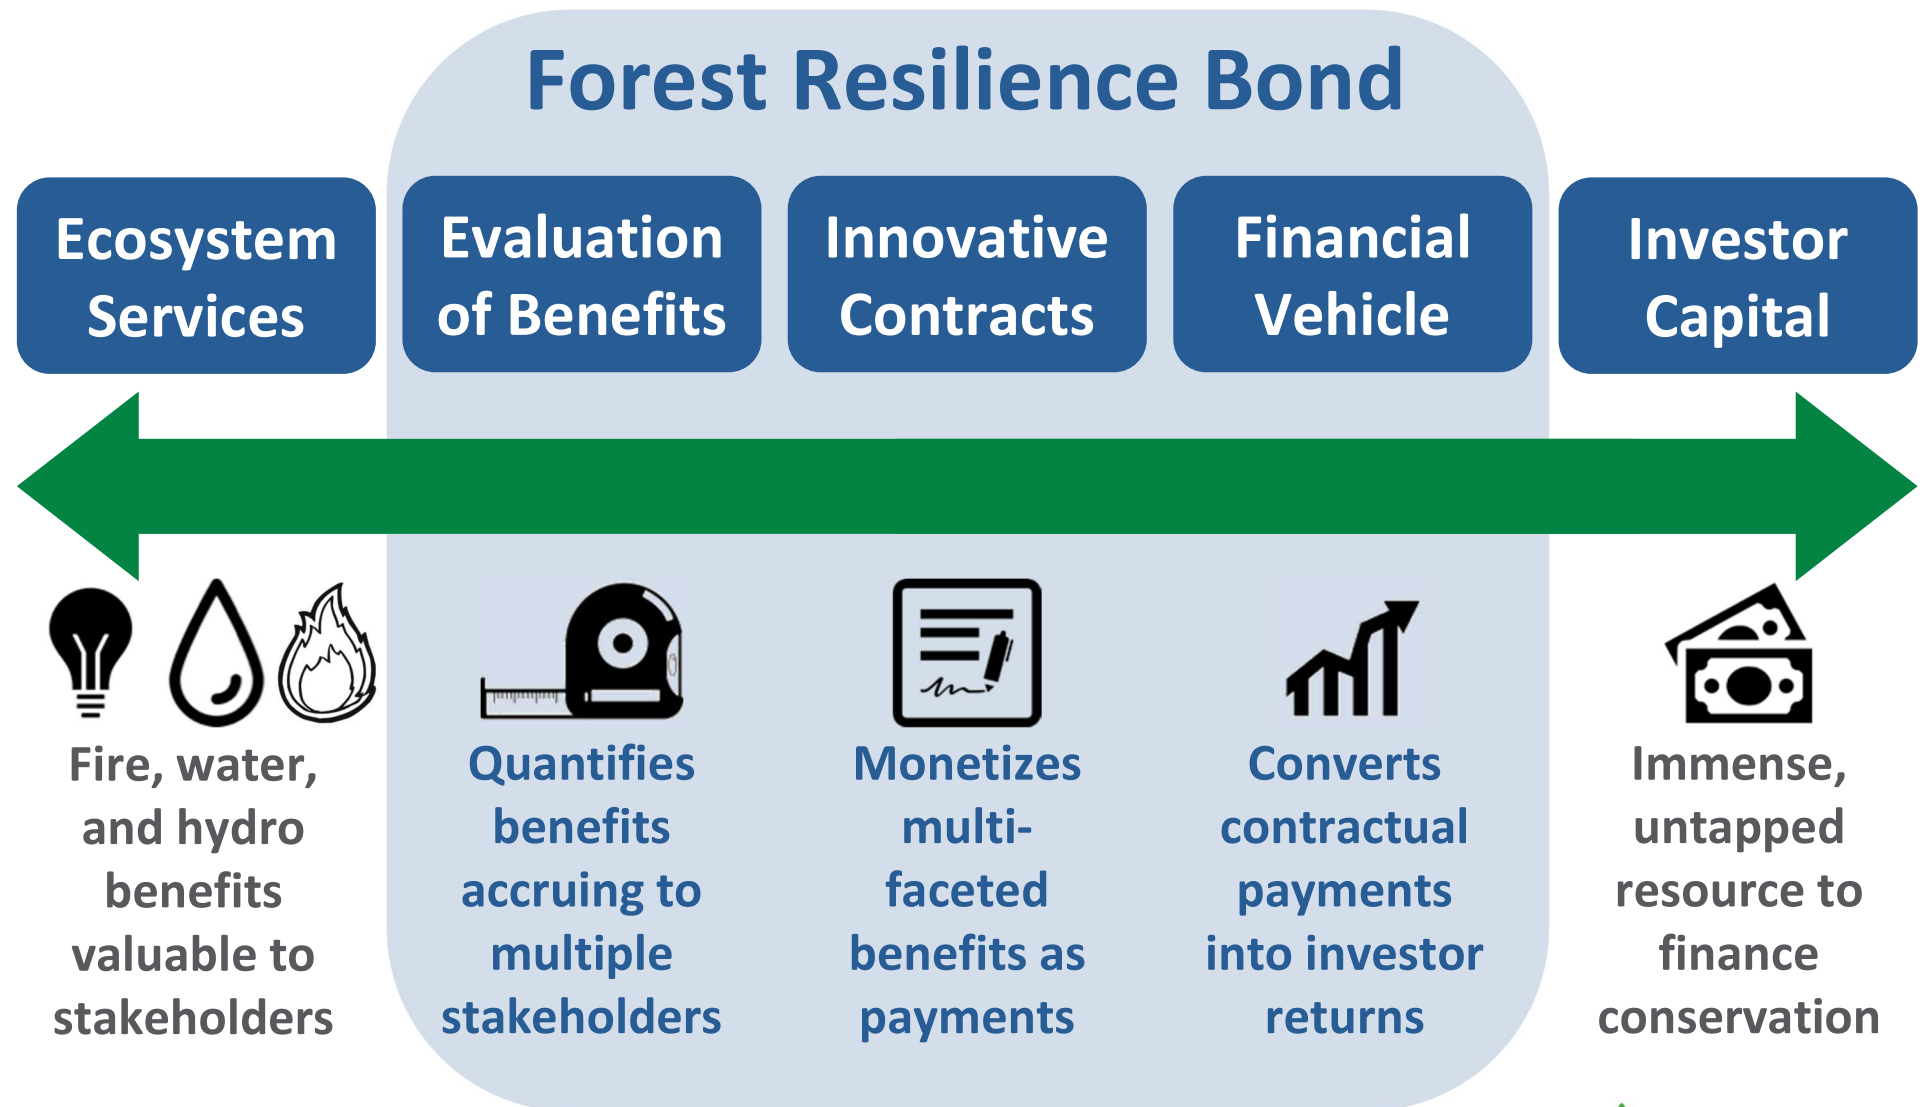 Forest Resilience Bond
Ecosystem
Services
Evaluation
of Benefits
Innovative
Contracts
Financial
Vehicle
Investor
Capital
Fire, water,
and hydro
benefits
valuable to
stakeholders
Quantifies
benefits
accruing to
multiple
stakeholders
Monetizes
multi-
faceted
benefits as
payments
Converts
contractual
payments
into investor
returns
Immense,
untapped
resource to
finance
conservation